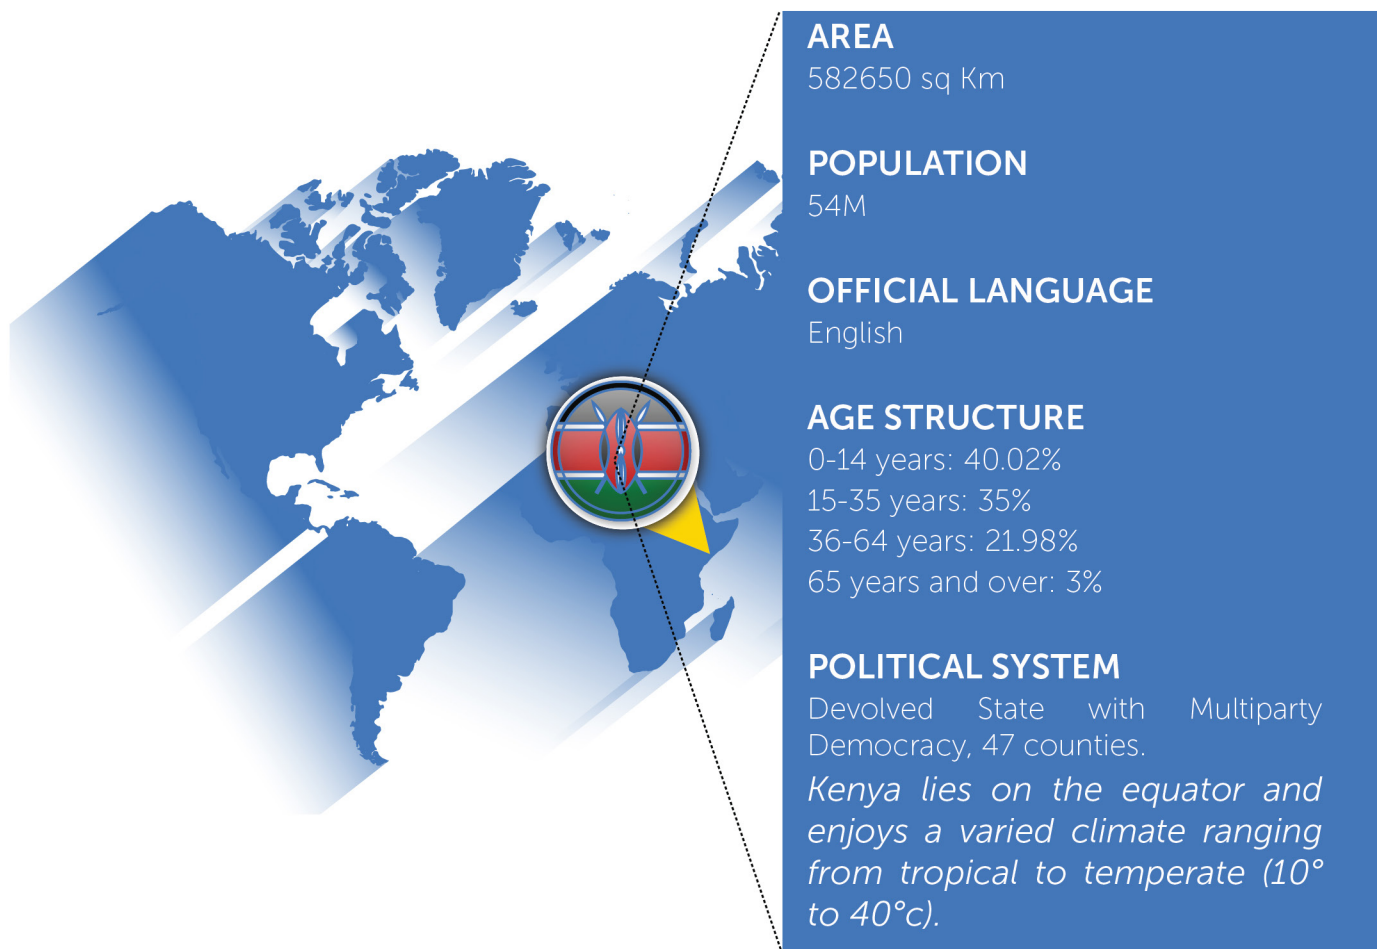 AREA
582650 sq Km
POPULATION
54M
OFFICIAL LANGUAGE
English
AGE STRUCTURE
0-14 years: 40.02%
15-35 years: 35%
36-64 years: 21.98%
65 years and over: 3%
POLITICAL SYSTEM
Devolved State with Multiparty
Democracy, 47 counties.
Kenya lies on the equator and
enjoys a varied climate ranging
from tropical to temperate (10°
to 40°c).